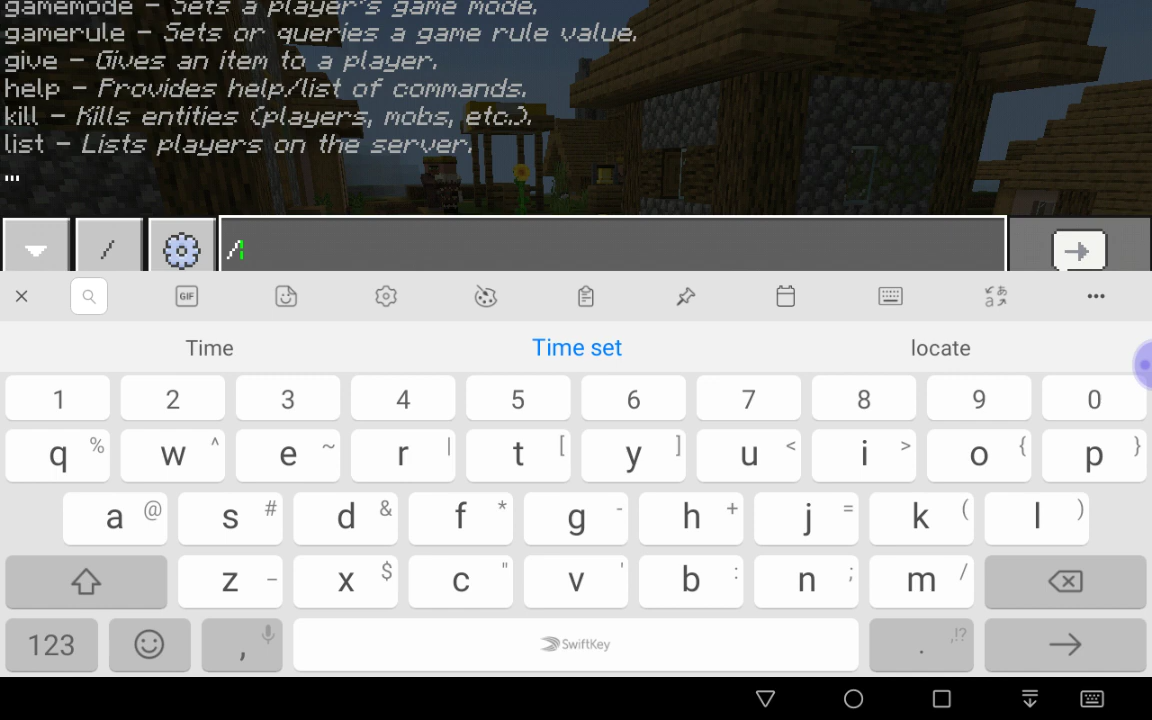 gamemode - Sets a player's game mode.
gamerule - Sets or queries a game rule value.
give - Gives an item to a player.
help - Provides help/list of commands.
kill - Kills entities (players, mobs, etc.).
list - Lists players on the server.
...
/
/
GIF
Time Time set locate
1 2 3 4 5 6 7 8 9 0
q % w ^ e ~ r | t [ y ] u < i > o { p }
a @ s # d & f * g - h + j = k ( l )
z _ x $ c " v ' b : n ; m /
123 , SwiftKey . ,!?